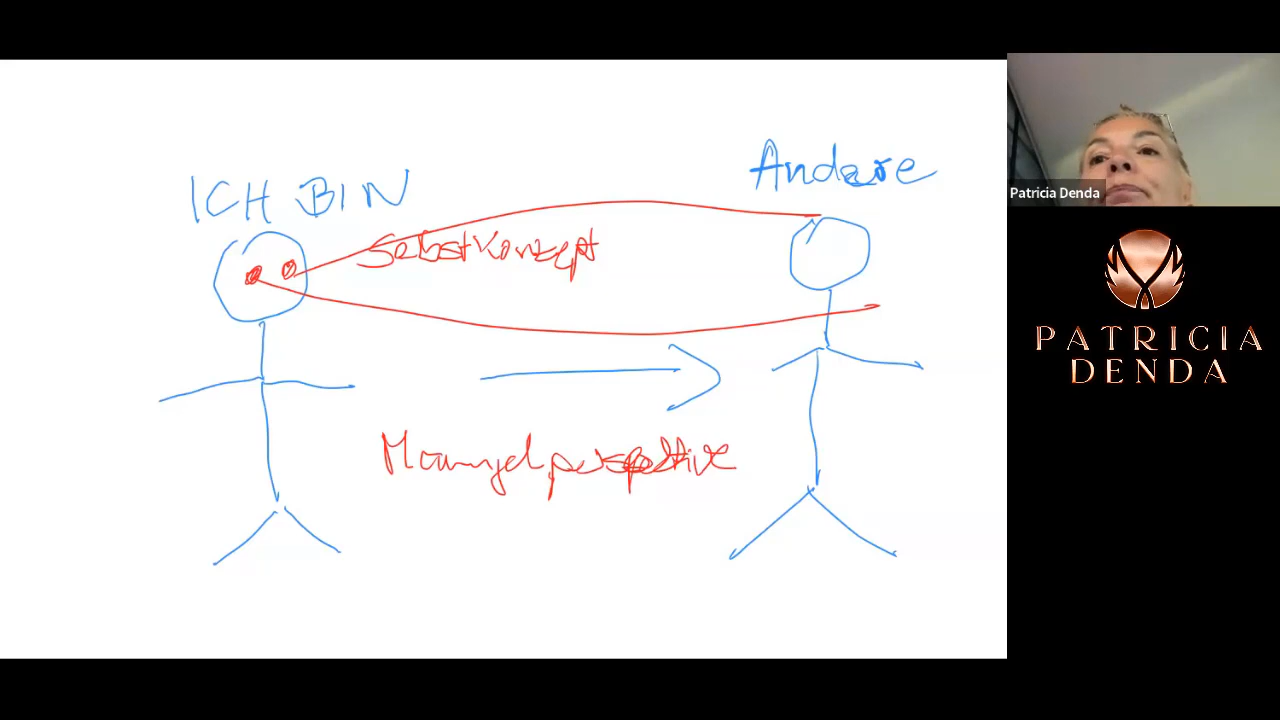 ICH BIN
Andere
Selbstkonzept
Mangelperspektive
Patricia Denda
PATRICIA
DENDA